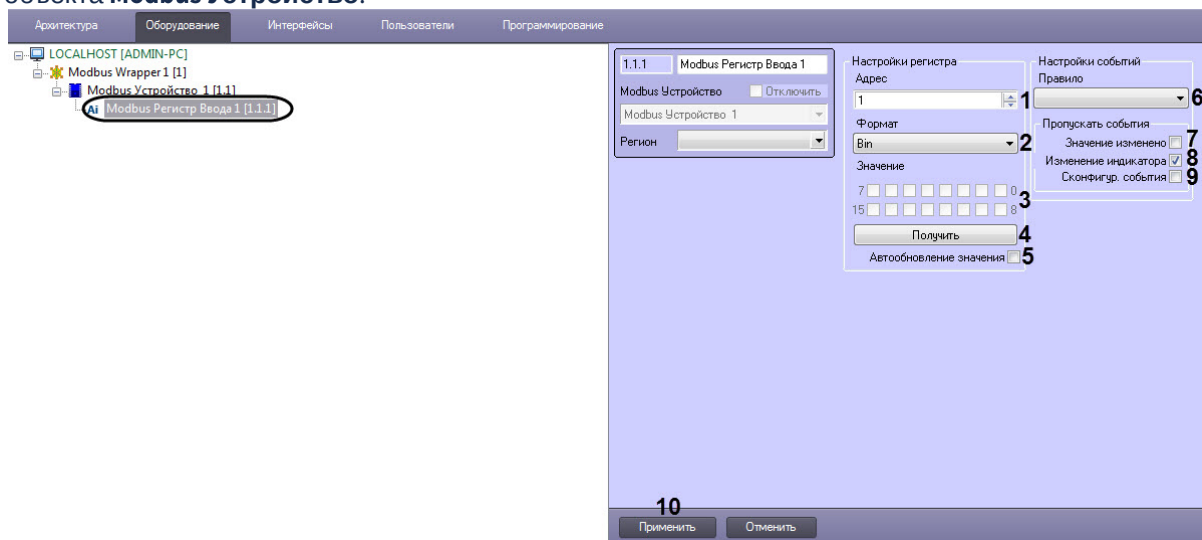 объекта Modbus Устройство.
Архитектура Оборудование Интерфейсы Пользователи Программирование
LOCALHOST [ADMIN-PC]
Modbus Wrapper 1 [1]
Modbus Устройство 1 [1.1]
Ai Modbus Регистр Ввода 1 [1.1.1]
1.1.1 Modbus Регистр Ввода 1
Modbus Устройство Отключить
Modbus Устройство 1
Регион
Настройки регистра
Адрес
1 1
Формат
Bin 2
Значение
7 0
15 8 3
Получить 4
Автообновление значения 5
Настройки событий
Правило
6
Пропускать события
Значение изменено 7
Изменение индикатора 8
Сконфигур. события 9
10
Применить Отменить